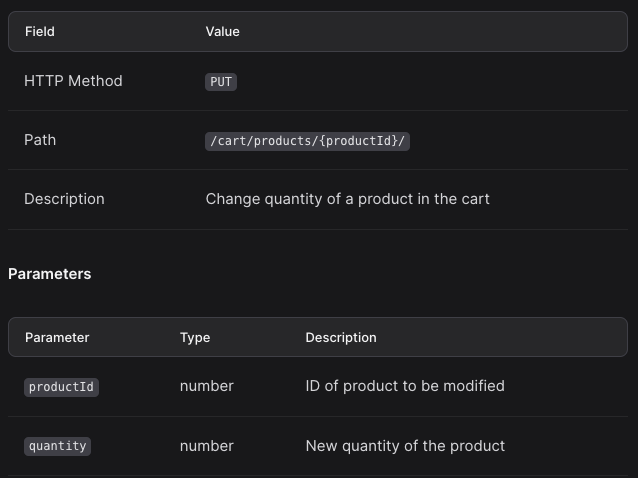 Field Value
HTTP Method PUT
Path /cart/products/{productId}/
Description Change quantity of a product in the cart
Parameters
Parameter Type Description
productId number ID of product to be modified
quantity number New quantity of the product